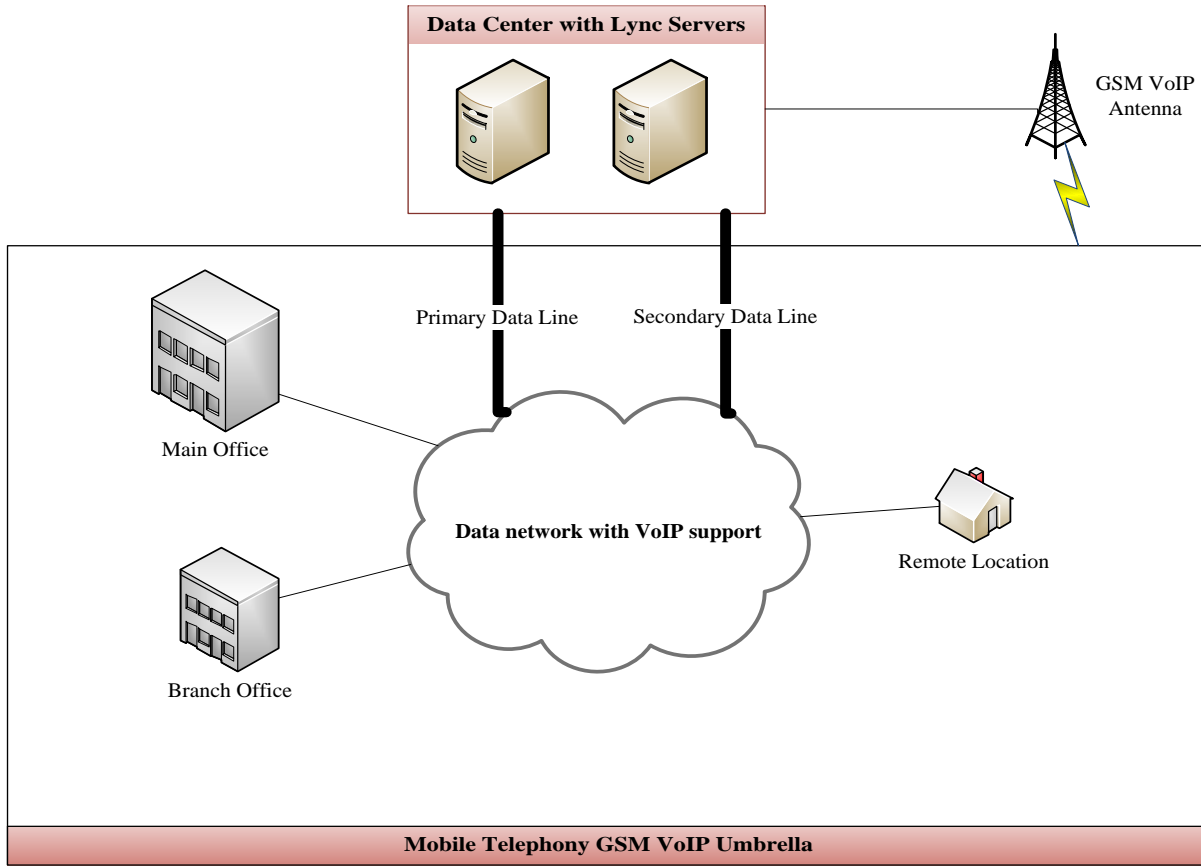 Data Center with Lync Servers
GSM VoIP
Antenna
Primary Data Line
Secondary Data Line
Main Office
Data network with VoIP support
Remote Location
Branch Office
Mobile Telephony GSM VoIP Umbrella